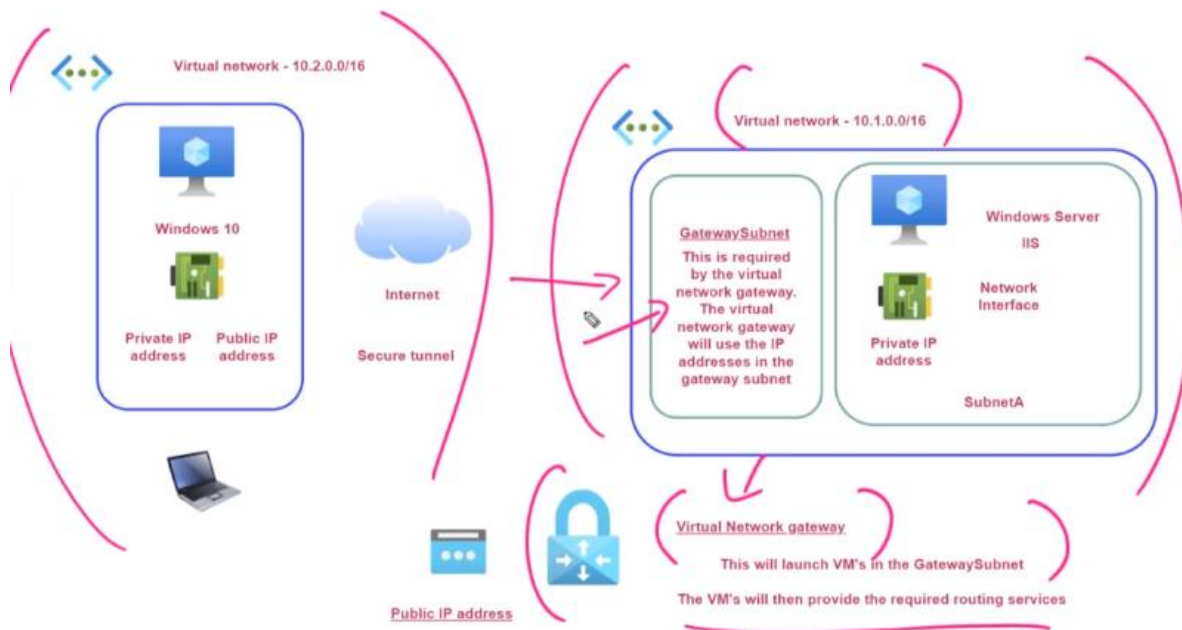 Virtual network - 10.2.0.0/16
Windows 10
Private IP
address
Public IP
address
Internet
Secure tunnel
Virtual network - 10.1.0.0/16
GatewaySubnet
This is required
by the virtual
network gateway.
The virtual
network gateway
will use the IP
addresses in the
gateway subnet
Windows Server
IIS
Network
Interface
Private IP
address
SubnetA
Public IP address
Virtual Network gateway
This will launch VM's in the GatewaySubnet
The VM's will then provide the required routing services